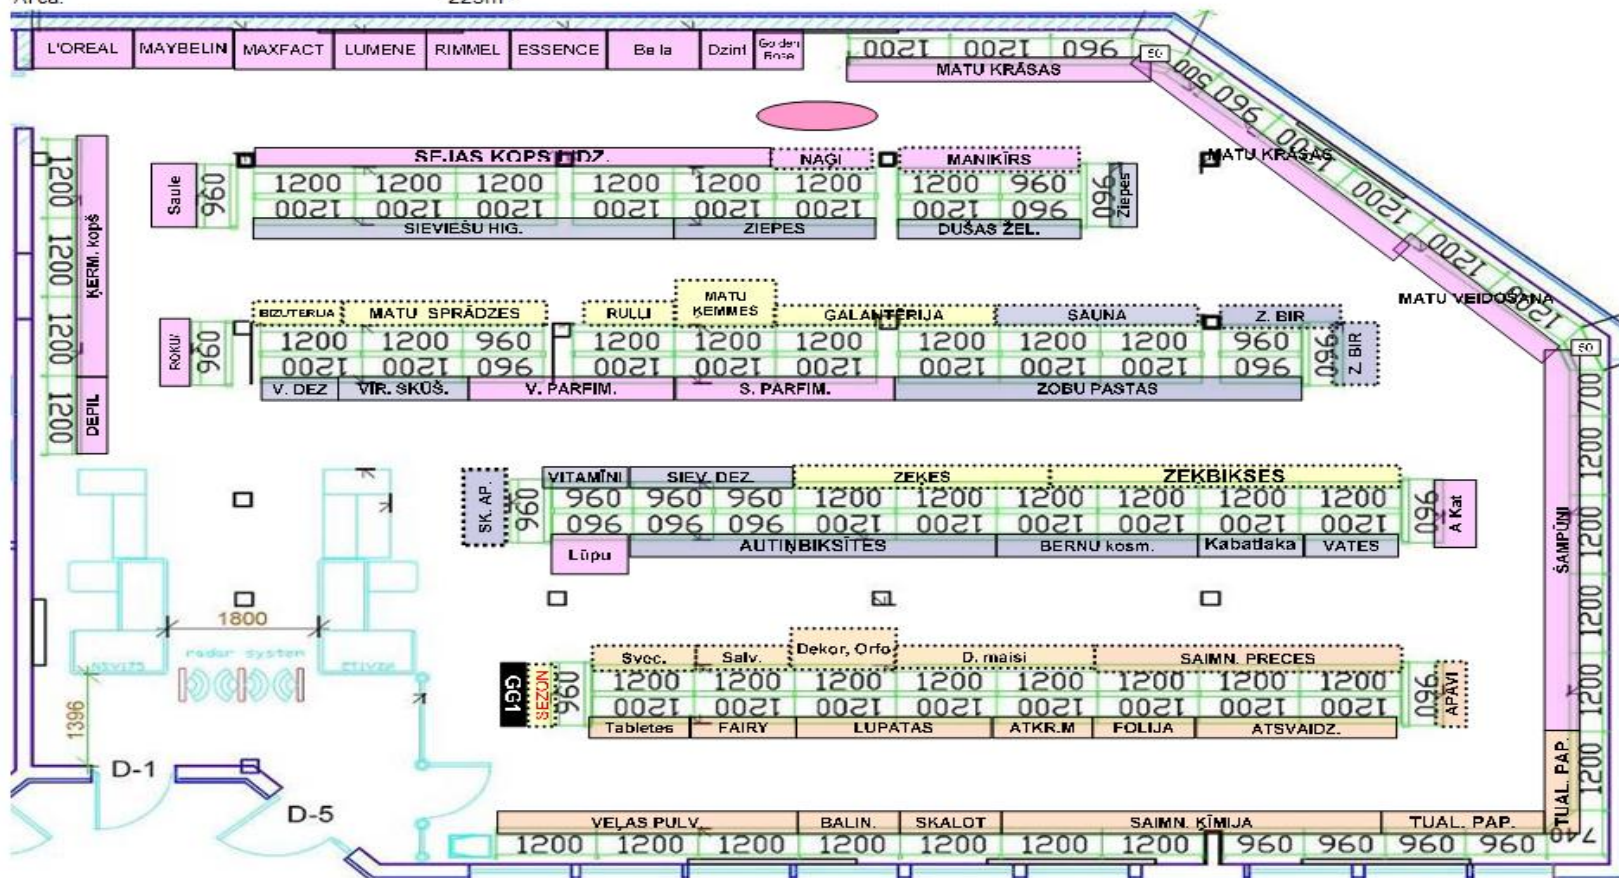 L'OREAL MAYBELIN MAXFACT LUMENE RIMMEL ESSENCE Dzint
1200 1200 960
MATU KRĀSAS
50
500 960 1200 1200 1200 1200 1200
MATU KRĀSAS
MATU VEIDOŠANA
50
SEJAS KOPŠ LĪDZ. NAGI MANIKĪRS
Saule 960 1200 1200 1200 1200 1200 1200 1200 960 960 Ziepes
1200 1200 1200 1200 1200 1200 1200 960
SIEVIEŠU HIG. ZIEPES DUŠAS ŽEL.
1200 1200 1200 1200
ĶERM. kopš
DEPIL
BIZUTERIJA MATU SPRĀDZES RUĻĻI MATU ĶEMMES GALANTERIJA SAUNA Z. BIR
960 1200 1200 960 1200 1200 1200 1200 1200 960 960 Z. BIR
1200 1200 960 1200 1200 1200 1200 1200 960
V. DEZ VĪR. SKŪŠ. V. PARFIM. S. PARFIM. ZOBU PASTAS
VITAMĪNI SIEV. DEZ ZEĶES ZEĶBIKSES
SK. AP. 960 960 960 960 1200 1200 1200 1200 1200 1200 960 A Kat
960 960 960 1200 1200 1200 1200 1200 1200
Lūpu AUTIŅBIKSĪTES BERNU kosm. Kabatlaka VATES
700 1200 1200 1200 1200 1200
ŠAMPŪNI
TUAL. PAP.
740
1800
radar system
1396
D-1
D-5
Svec. Salv. Dekor, Orfo D. maisi SAIMN. PRECES
GG1 SEZON 960 1200 1200 1200 1200 1200 1200 1200 1200 960 APAVI
1200 1200 1200 1200 1200 1200 1200 1200
Tabletes FAIRY LUPATAS ATKR.M FOLIJA ATSVAIDZ.
VEĻAS PULV. BALIN. SKALOT SAIMN. ĶĪMIJA TUAL. PAP.
1200 1200 1200 1200 1200 1200 1200 960 960 960 960